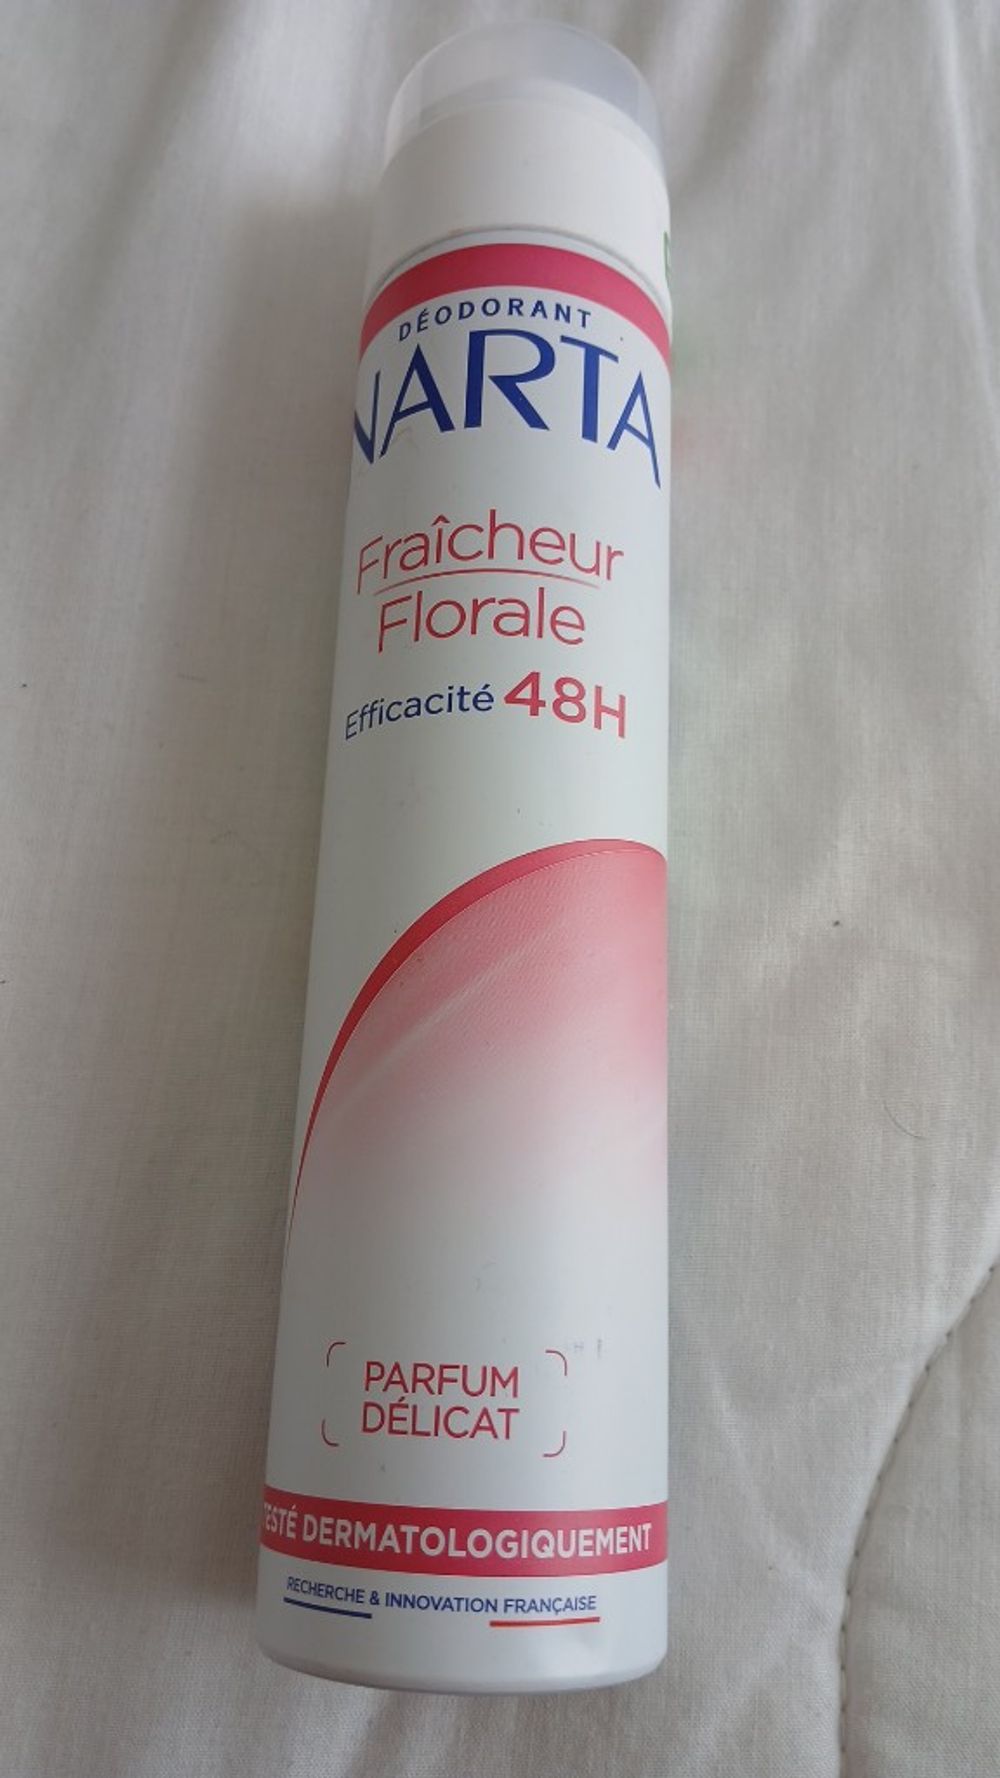 DÉODORANT
NARTA
Fraîcheur
Florale
Efficacité 48H
PARFUM
DÉLICAT
TESTÉ DERMATOLOGIQUEMENT
RECHERCHE & INNOVATION FRANÇAISE